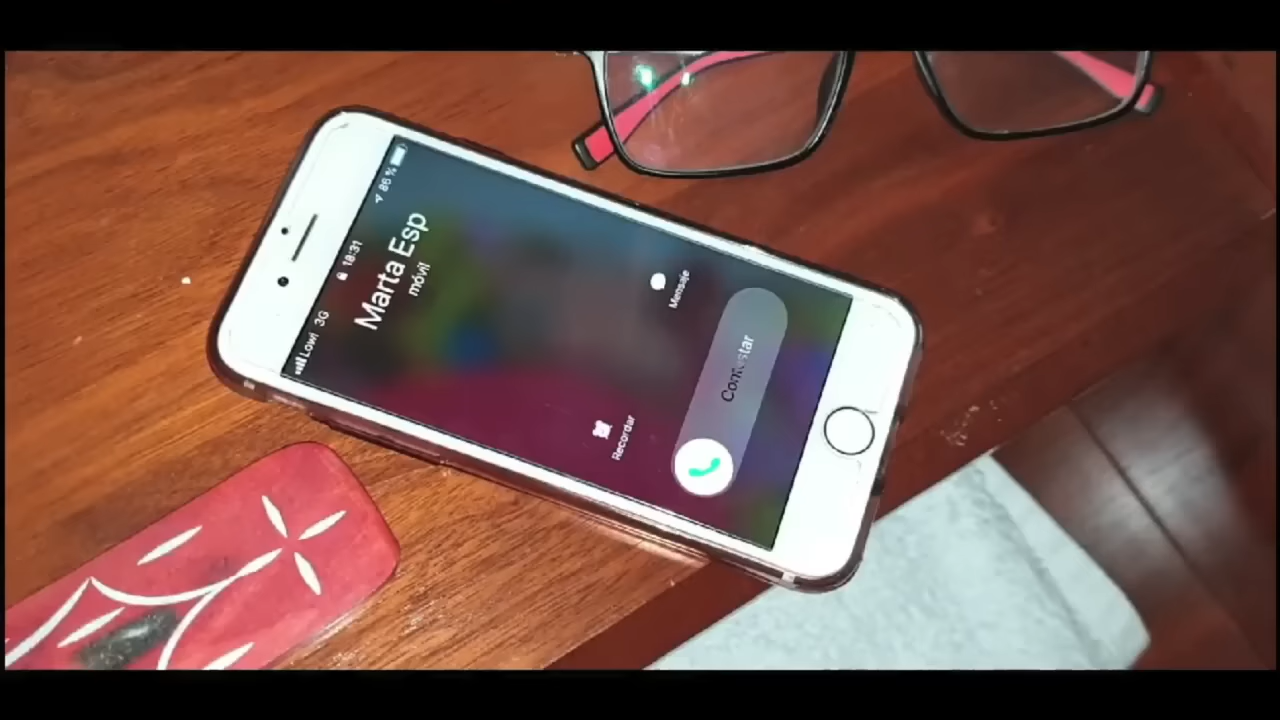 Lowi 3G 18:31 86 %
Marta Esp
móvil
Recordar Mensaje
Contestar